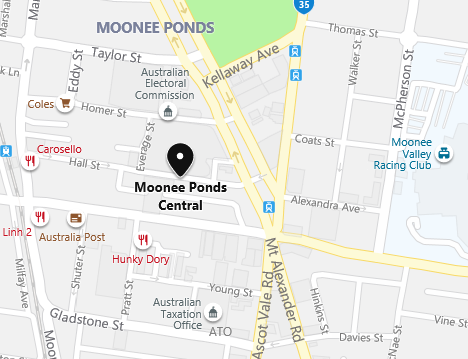 35
MOONEE PONDS
Thomas St
Taylor St
Kellaway Ave
Eddy St
Walker St
McPherson St
Australian
Electoral
Commission
Coles
Homer St
Everage St
Coats St
Carosello
Hall St
Moonee
Valley
Racing Club
Moonee Ponds
Central
Alexandra Ave
Linh 2
Australia Post
Hunky Dory
Mt Alexander Rd
Milfay Ave
Shuter St
Pratt St
Young St
Hinkins St
Australian
Taxation
Office
ATO
Gladstone St
Ascot Vale Rd
Vine St
Davies St